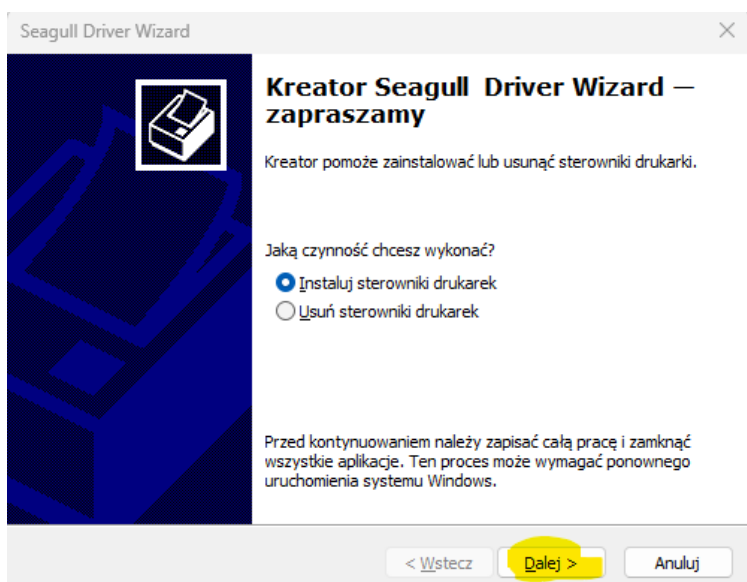 Seagull Driver Wizard
Kreator Seagull Driver Wizard —
zapraszamy
Kreator pomoże zainstalować lub usunąć sterowniki drukarki.
Jaką czynność chcesz wykonać?
Instaluj sterowniki drukarek
Usuń sterowniki drukarek
Przed kontynuowaniem należy zapisać całą pracę i zamknąć
wszystkie aplikacje. Ten proces może wymagać ponownego
uruchomienia systemu Windows.
< Wstecz Dalej > Anuluj